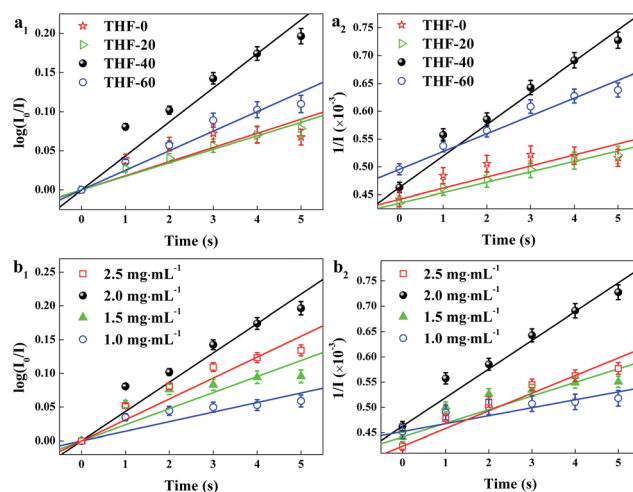 a1
THF-0
THF-20
THF-40
THF-60
log(I0/I)
0.20
0.15
0.10
0.05
0.00
0 1 2 3 4 5
Time (s)
a2
THF-0
THF-20
THF-40
THF-60
1/I (×10⁻³)
0.75
0.70
0.65
0.60
0.55
0.50
0.45
0 1 2 3 4 5
Time (s)
b1
2.5 mg·mL⁻¹
2.0 mg·mL⁻¹
1.5 mg·mL⁻¹
1.0 mg·mL⁻¹
log(I0/I)
0.25
0.20
0.15
0.10
0.05
0.00
0 1 2 3 4 5
Time (s)
b2
2.5 mg·mL⁻¹
2.0 mg·mL⁻¹
1.5 mg·mL⁻¹
1.0 mg·mL⁻¹
1/I (×10⁻³)
0.75
0.70
0.65
0.60
0.55
0.50
0.45
0 1 2 3 4 5
Time (s)